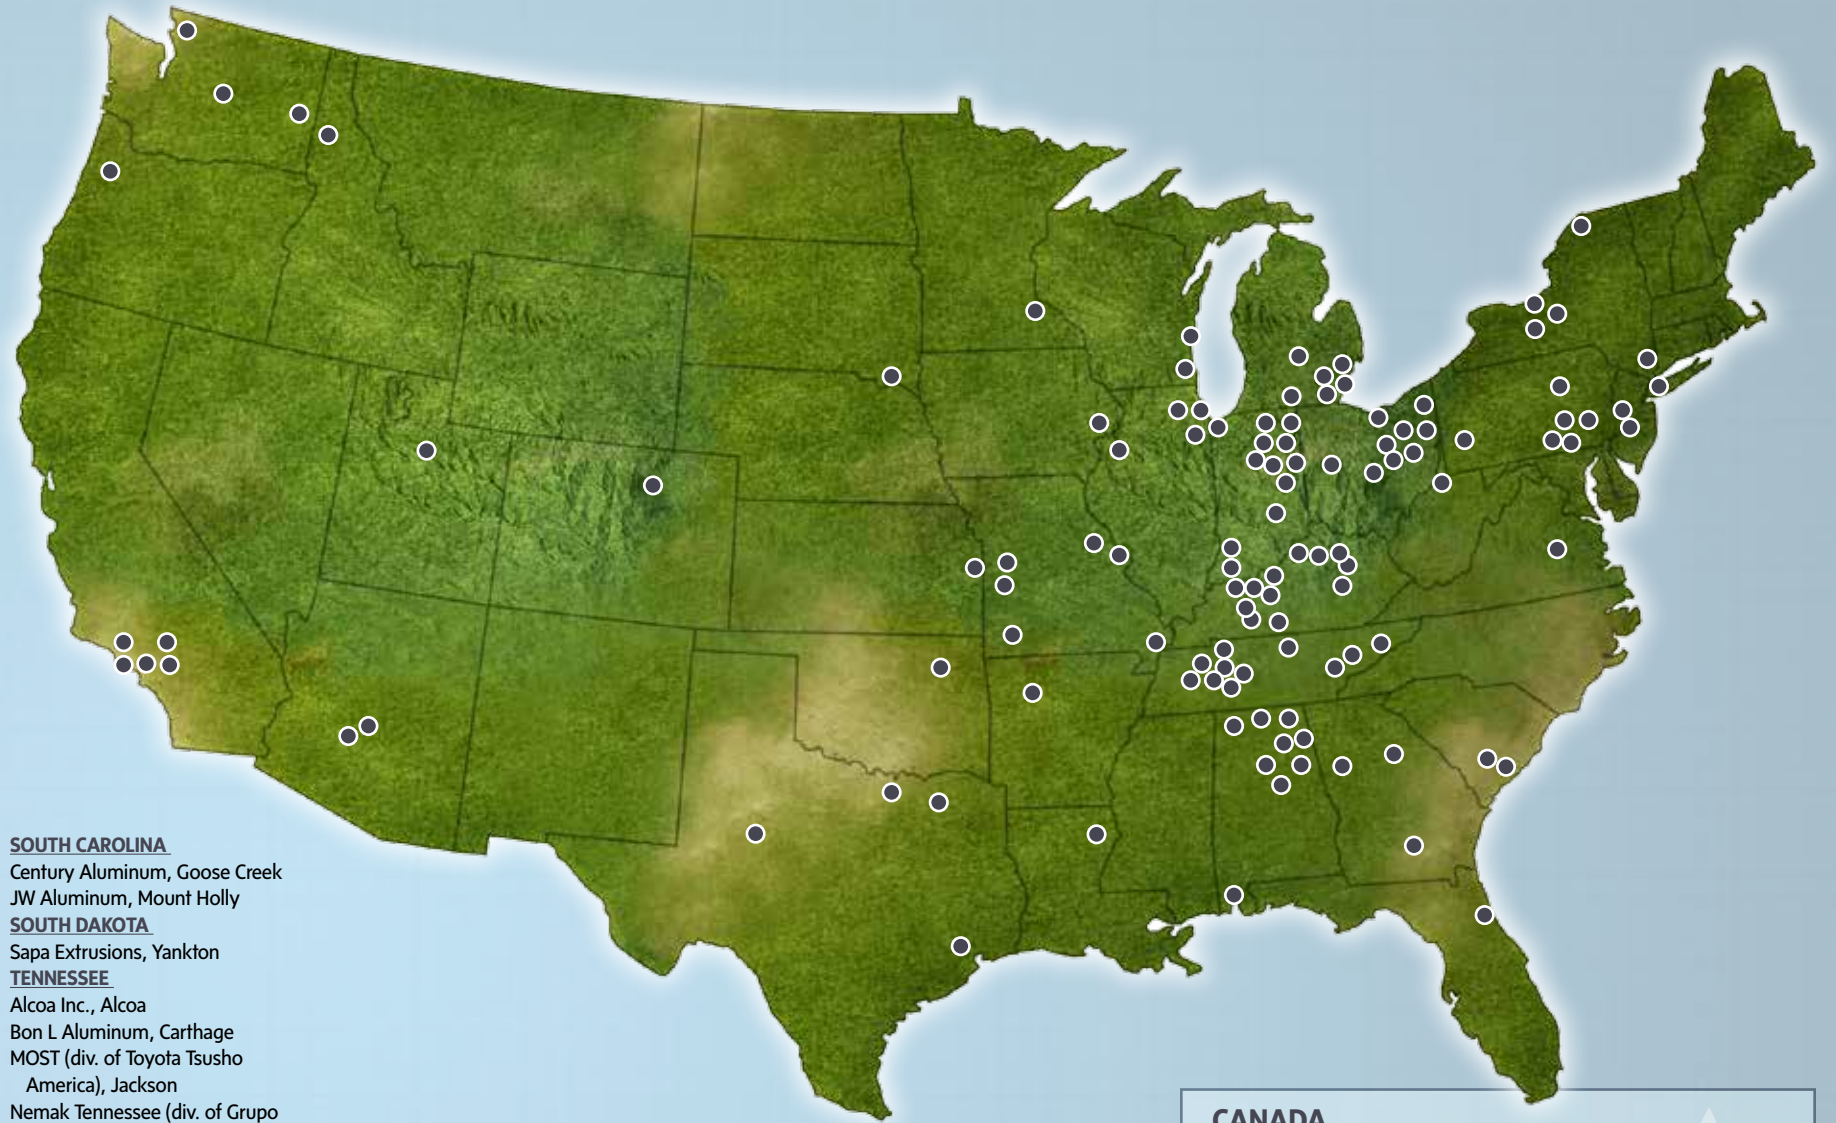 SOUTH CAROLINA
Century Aluminum, Goose Creek
JW Aluminum, Mount Holly
SOUTH DAKOTA
Sapa Extrusions, Yankton
TENNESSEE
Alcoa Inc., Alcoa
Bon L Aluminum, Carthage
MOST (div. of Toyota Tsusho
America), Jackson
Nemak Tennessee (div. of Grupo
CANADA